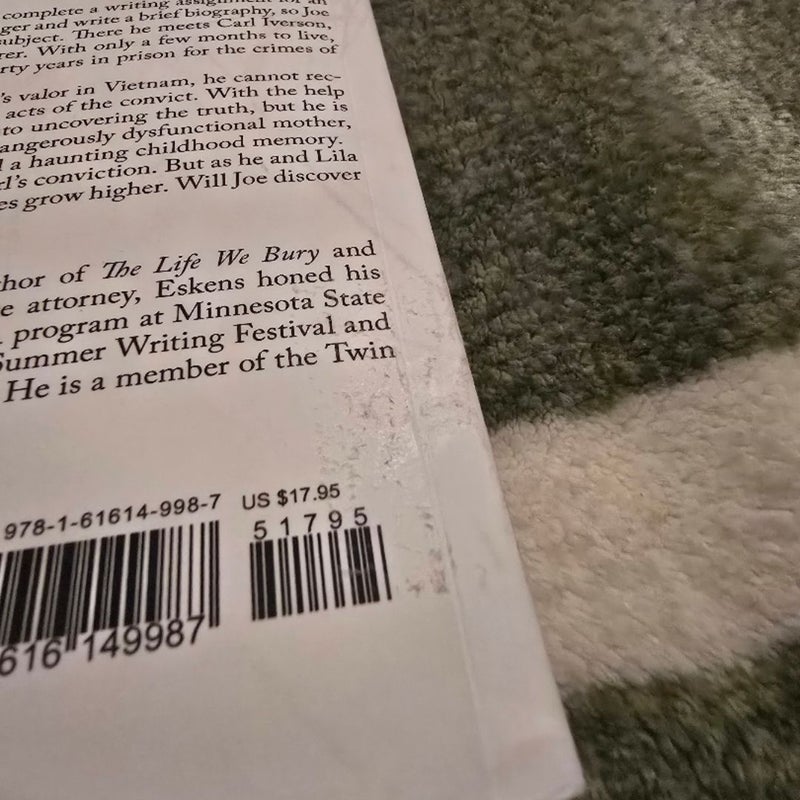 complete a writing assignment for an
ger and write a brief biography, so Joe
ubject. There he meets Carl Iverson,
rer. With only a few months to live,
rty years in prison for the crimes of
's valor in Vietnam, he cannot rec-
acts of the convict. With the help
to uncovering the truth, but he is
angerously dysfunctional mother,
d a haunting childhood memory.
rl's conviction. But as he and Lila
es grow higher. Will Joe discover
thor of The Life We Bury and
e attorney, Eskens honed his
program at Minnesota State
Summer Writing Festival and
He is a member of the Twin
978-1-61614-998-7 US $17.95
51795
616 149987